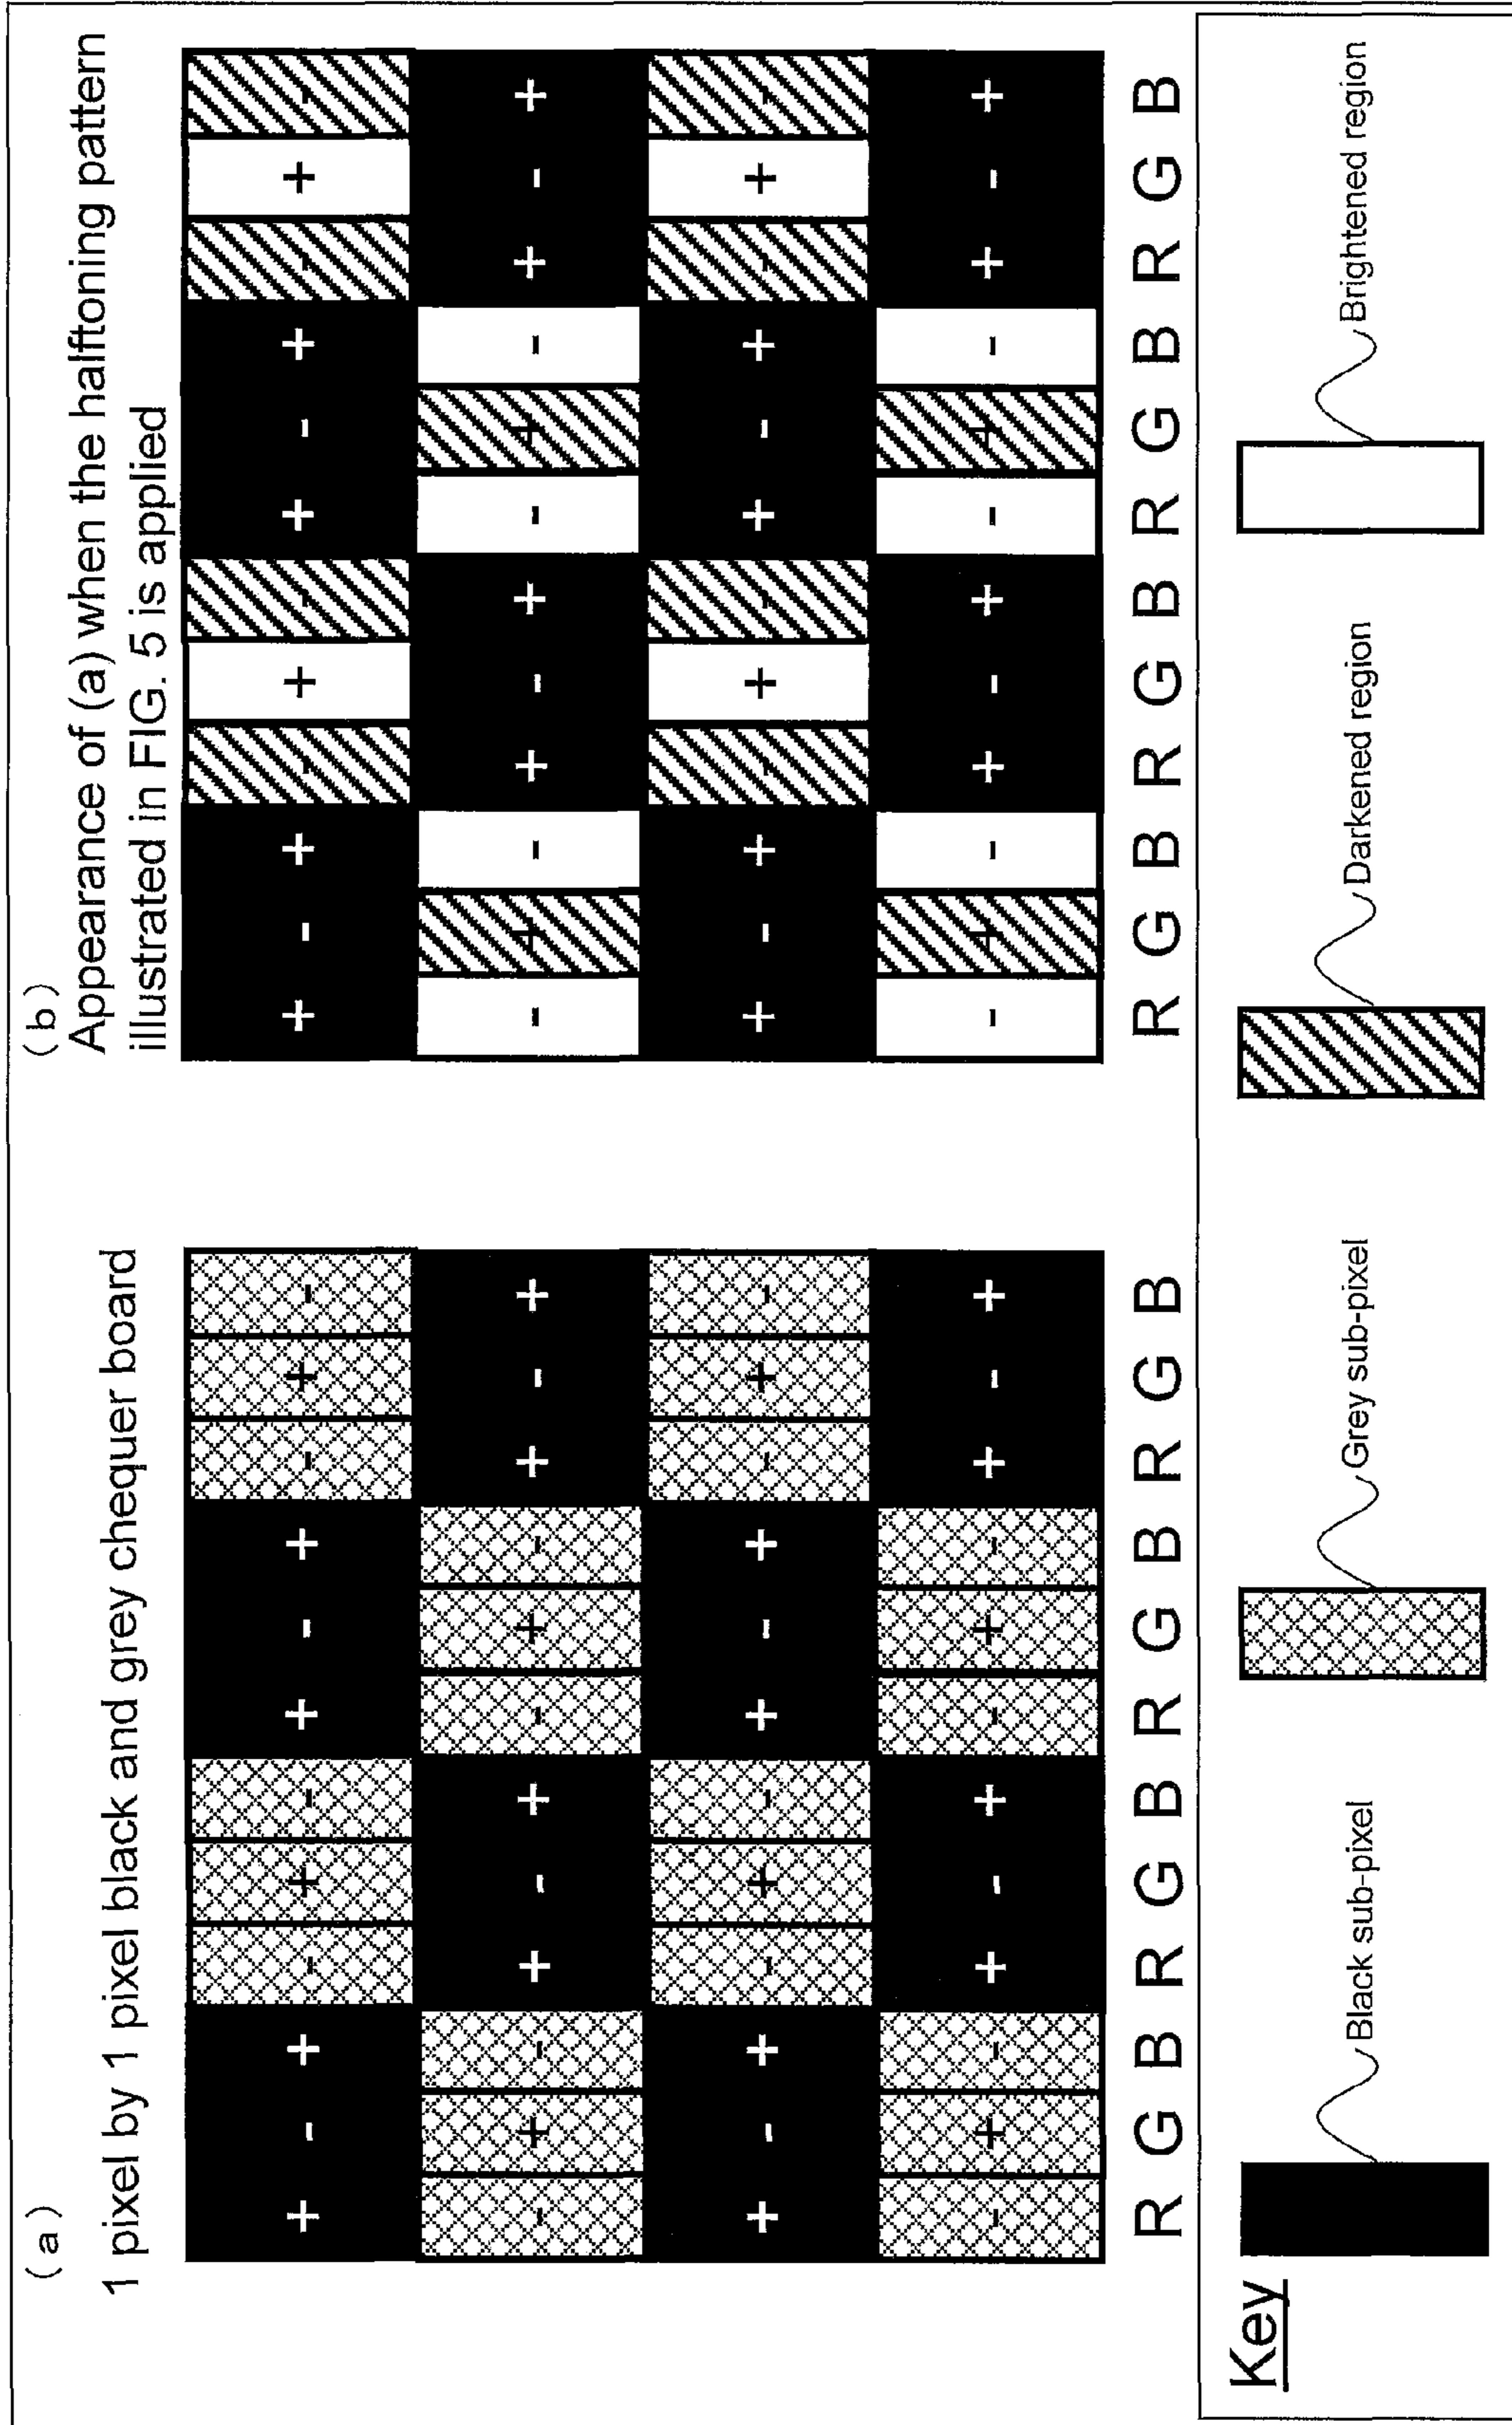 (a)
1 pixel by 1 pixel black and grey chequer board
+ - + - + - + - + - + -
- + - + - + - + - + - +
+ - + - + - + - + - + -
- + - + - + - + - + - +
R G B R G B R G B R G B
(b)
Appearance of (a) when the halftoning pattern
illustrated in FIG. 5 is applied
+ - + - + - + - + - + -
- + - + - + - + - + - +
+ - + - + - + - + - + -
- + - + - + - + - + - +
R G B R G B R G B R G B
Key
Black sub-pixel
Grey sub-pixel
Darkened region
Brightened region